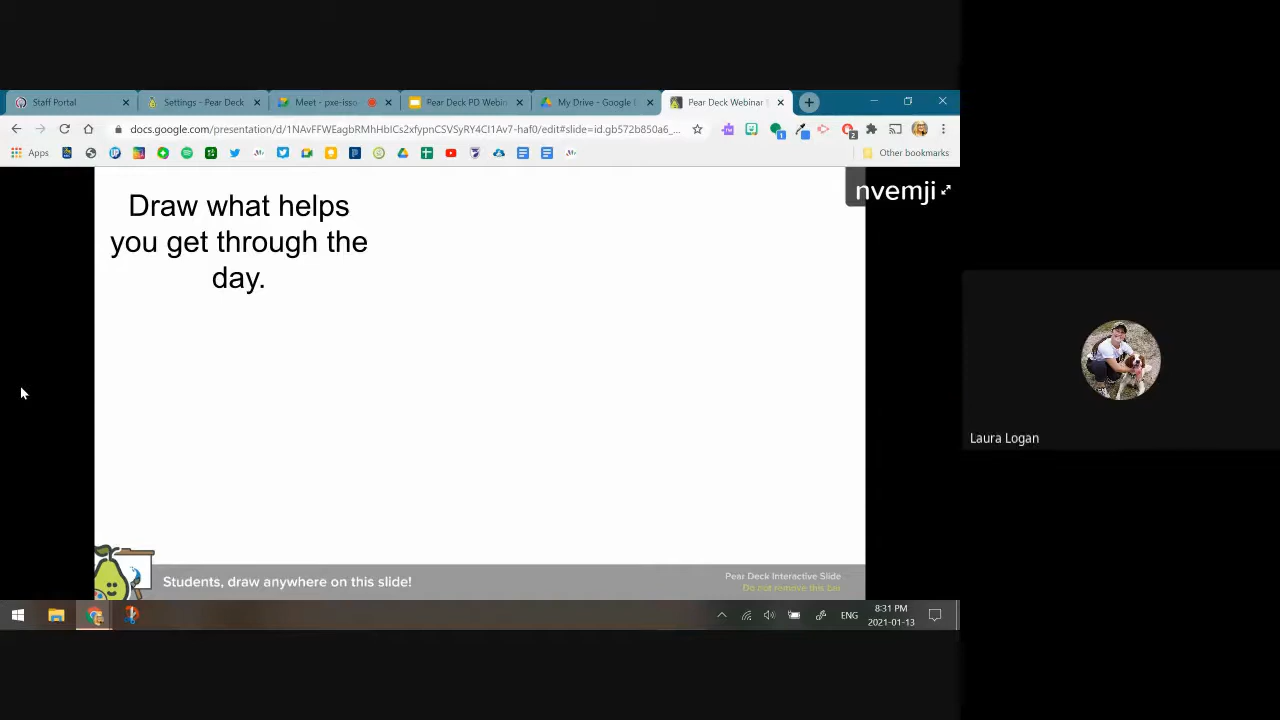 Staff Portal
Settings - Pear Deck
Meet - pxe-isso
Pear Deck PD Webin
My Drive - Google
Pear Deck Webinar
docs.google.com/presentation/d/1NAvFFWEagbRMhHbICs2xfypnCSVSyRY4CI1Av7-haf0/edit#slide=id.gb572b850a6_...
Apps
Other bookmarks
Draw what helps
you get through the
day.
nvemji
Laura Logan
Students, draw anywhere on this slide!
Pear Deck Interactive Slide
Do not remove this bar
ENG
8:31 PM
2021-01-13